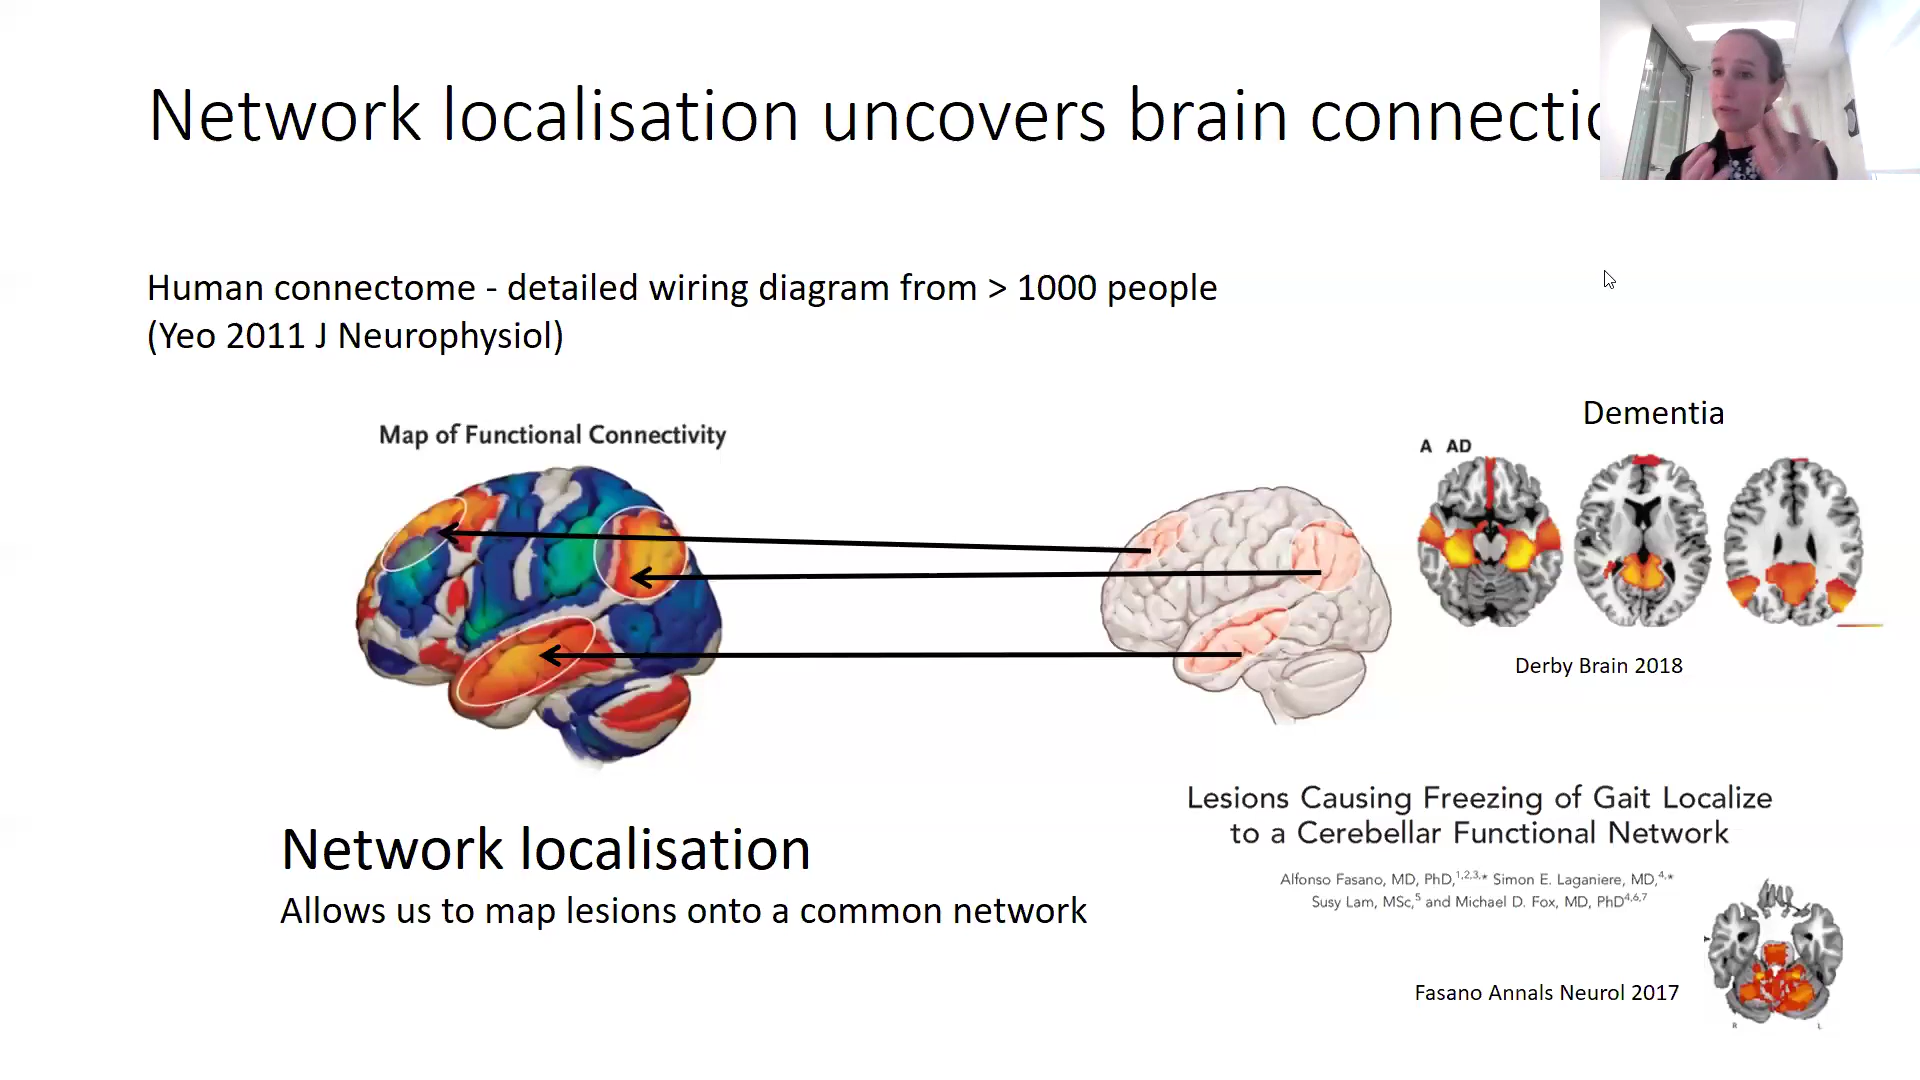 Network localisation uncovers brain connectio
Human connectome - detailed wiring diagram from > 1000 people
(Yeo 2011 J Neurophysiol)
Map of Functional Connectivity
Dementia
A AD
Derby Brain 2018
Lesions Causing Freezing of Gait Localize
to a Cerebellar Functional Network
Alfonso Fasano, MD, PhD,1,2,3,* Simon E. Laganiere, MD,4,*
Susy Lam, MSc,5 and Michael D. Fox, MD, PhD4,6,7
Network localisation
Allows us to map lesions onto a common network
Fasano Annals Neurol 2017
R L